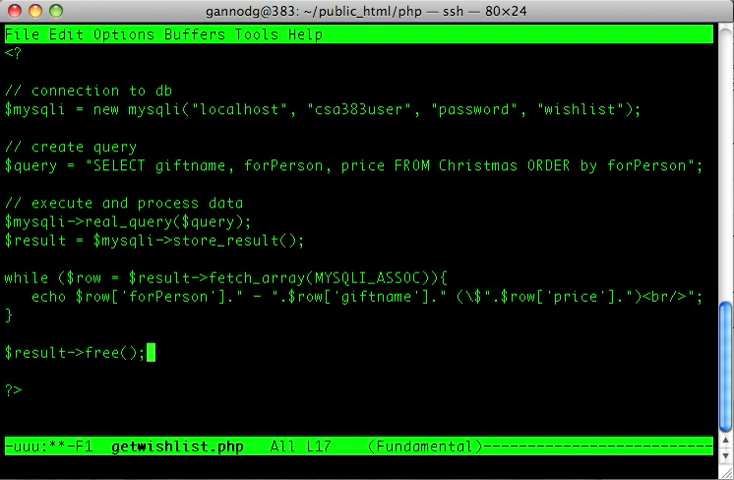 gannodg@383: ~/public_html/php — ssh — 80×24
File Edit Options Buffers Tools Help
<?
// connection to db
$mysqli = new mysqli("localhost", "csa383user", "password", "wishlist");
// create query
$query = "SELECT giftname, forPerson, price FROM Christmas ORDER by forPerson";
// execute and process data
$mysqli->real_query($query);
$result = $mysqli->store_result();
while ($row = $result->fetch_array(MYSQLI_ASSOC)){
   echo $row['forPerson']." - ".$row['giftname']." (\$".$row['price'].")<br/>";
}
$result->free();
?>
-uuu:**-F1  getwishlist.php   All L17    (Fundamental)--------------------------